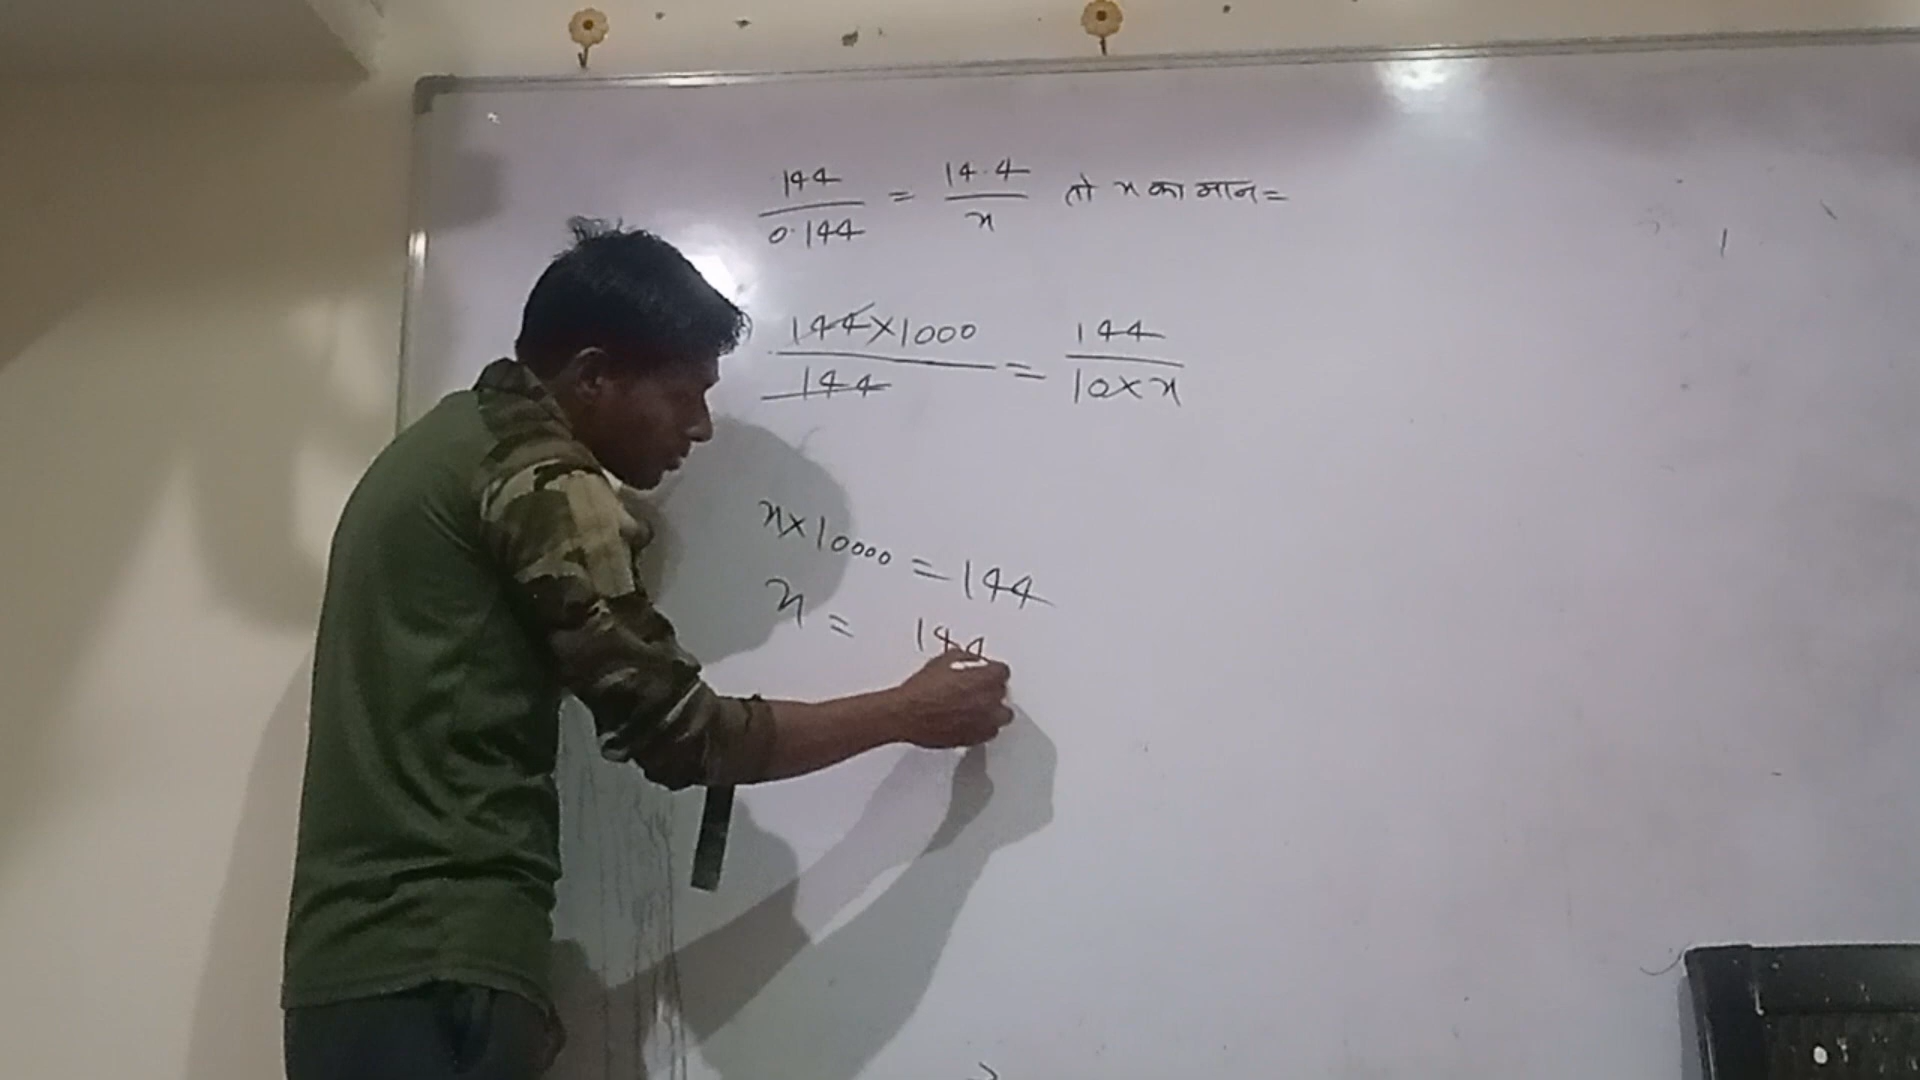 144/0.144 = 14.4/x तो x का मान =
144×1000/144 = 144/10×x
x×10000 = 144
x = 144